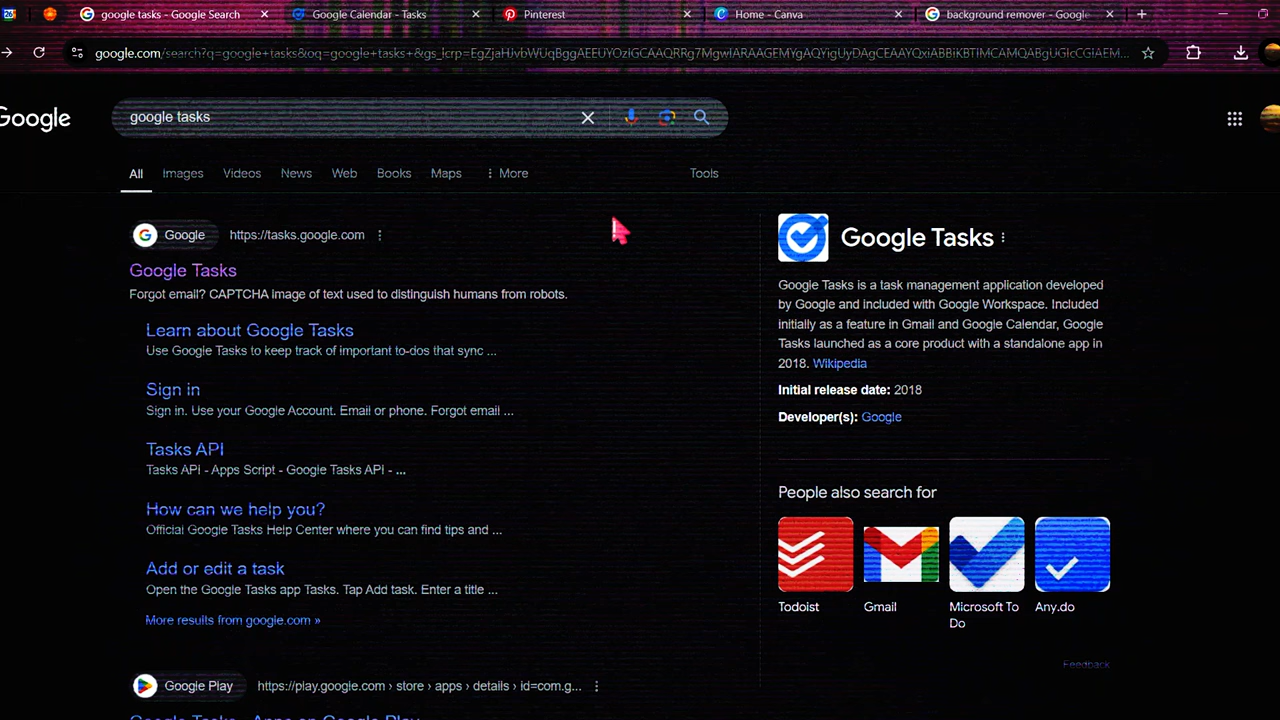 google tasks - Google Search
Google Calendar - Tasks
Pinterest
Home - Canva
background remover - Google
Google
google tasks
All
Images
Videos
News
Web
Books
Maps
More
Tools
Google
https://tasks.google.com
Google Tasks
Forgot email? CAPTCHA image of text used to distinguish humans from robots.
Learn about Google Tasks
Use Google Tasks to keep track of important to-dos that sync ...
Sign in
Sign in. Use your Google Account. Email or phone. Forgot email ...
Tasks API
Tasks API - Apps Script - Google Tasks API - ...
How can we help you?
Official Google Tasks Help Center where you can find tips and ...
Add or edit a task
Open the Google Tasks app Tasks. Tap Add task. Enter a title ...
More results from google.com »
Google Play
https://play.google.com › store › apps › details › id=com.g...
Google Tasks - Apps on Google Play
Google Tasks
Google Tasks is a task management application developed
by Google and included with Google Workspace. Included
initially as a feature in Gmail and Google Calendar, Google
Tasks launched as a core product with a standalone app in
2018. Wikipedia
Initial release date: 2018
Developer(s): Google
People also search for
Todoist
Gmail
Microsoft To
Do
Any.do
Feedback